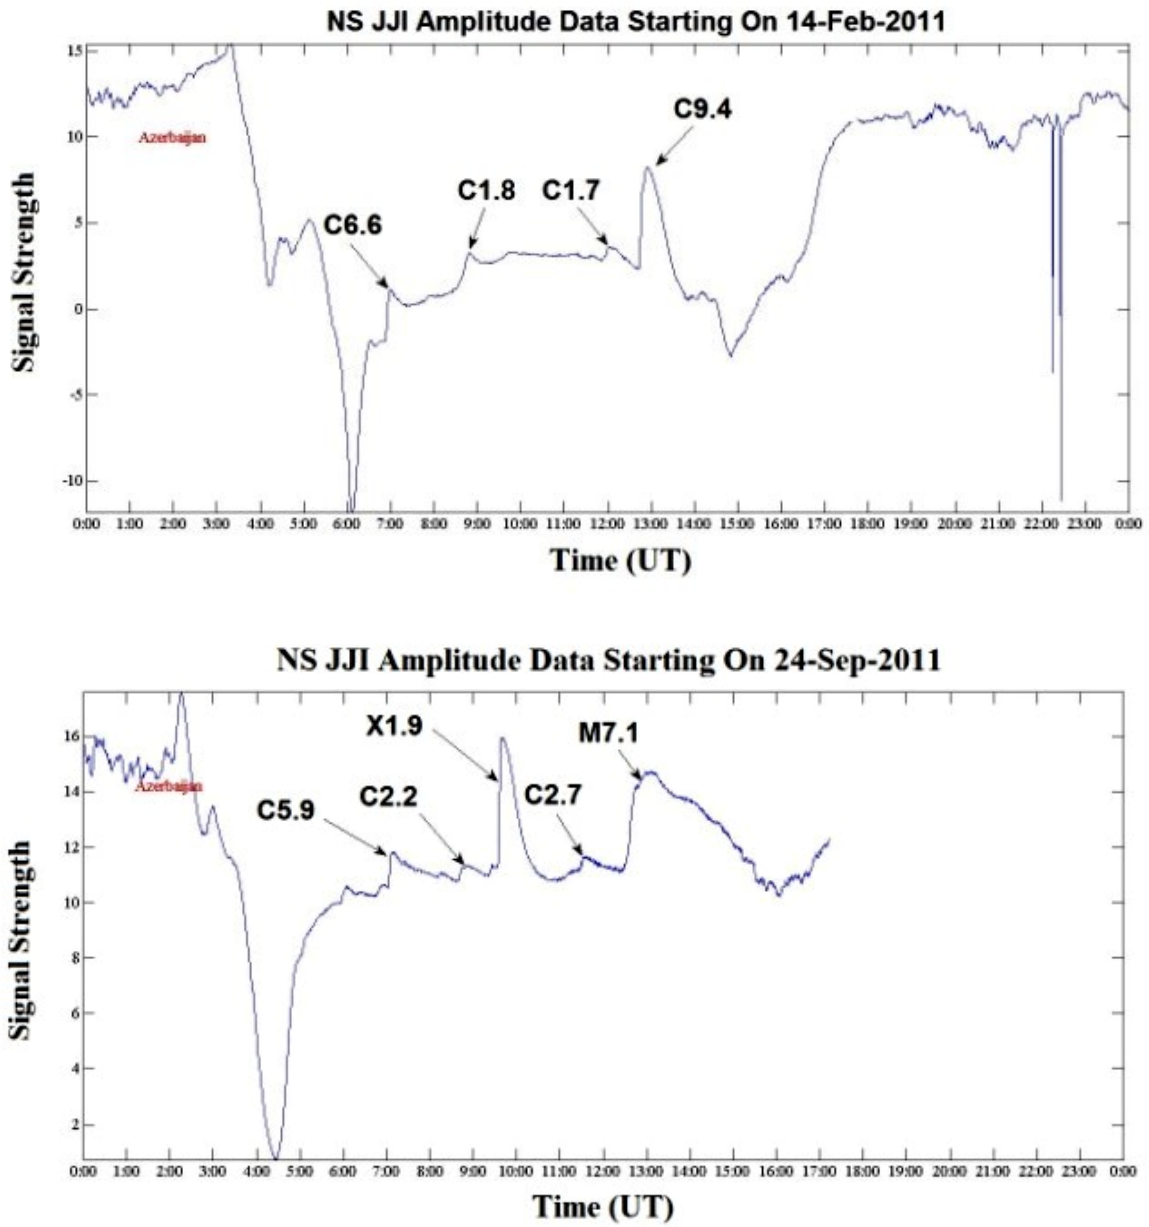 NS JJI Amplitude Data Starting On 14-Feb-2011
15
10
5
0
-5
-10
Signal Strength
Azerbaijan
C6.6
C1.8
C1.7
C9.4
0:00 1:00 2:00 3:00 4:00 5:00 6:00 7:00 8:00 9:00 10:00 11:00 12:00 13:00 14:00 15:00 16:00 17:00 18:00 19:00 20:00 21:00 22:00 23:00 0:00
Time (UT)
NS JJI Amplitude Data Starting On 24-Sep-2011
16
14
12
10
8
6
4
2
Signal Strength
Azerbaijan
C5.9
C2.2
X1.9
C2.7
M7.1
0:00 1:00 2:00 3:00 4:00 5:00 6:00 7:00 8:00 9:00 10:00 11:00 12:00 13:00 14:00 15:00 16:00 17:00 18:00 19:00 20:00 21:00 22:00 23:00 0:00
Time (UT)